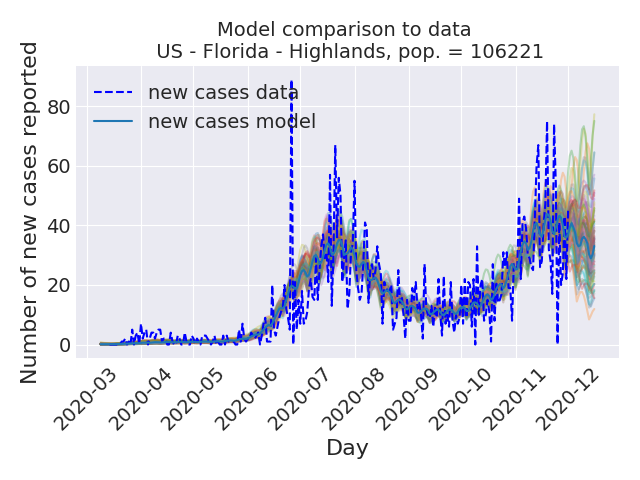 Model comparison to data
US - Florida - Highlands, pop. = 106221
Number of new cases reported
80
60
40
20
0
new cases data
new cases model
2020-03
2020-04
2020-05
2020-06
2020-07
2020-08
2020-09
2020-10
2020-11
2020-12
Day